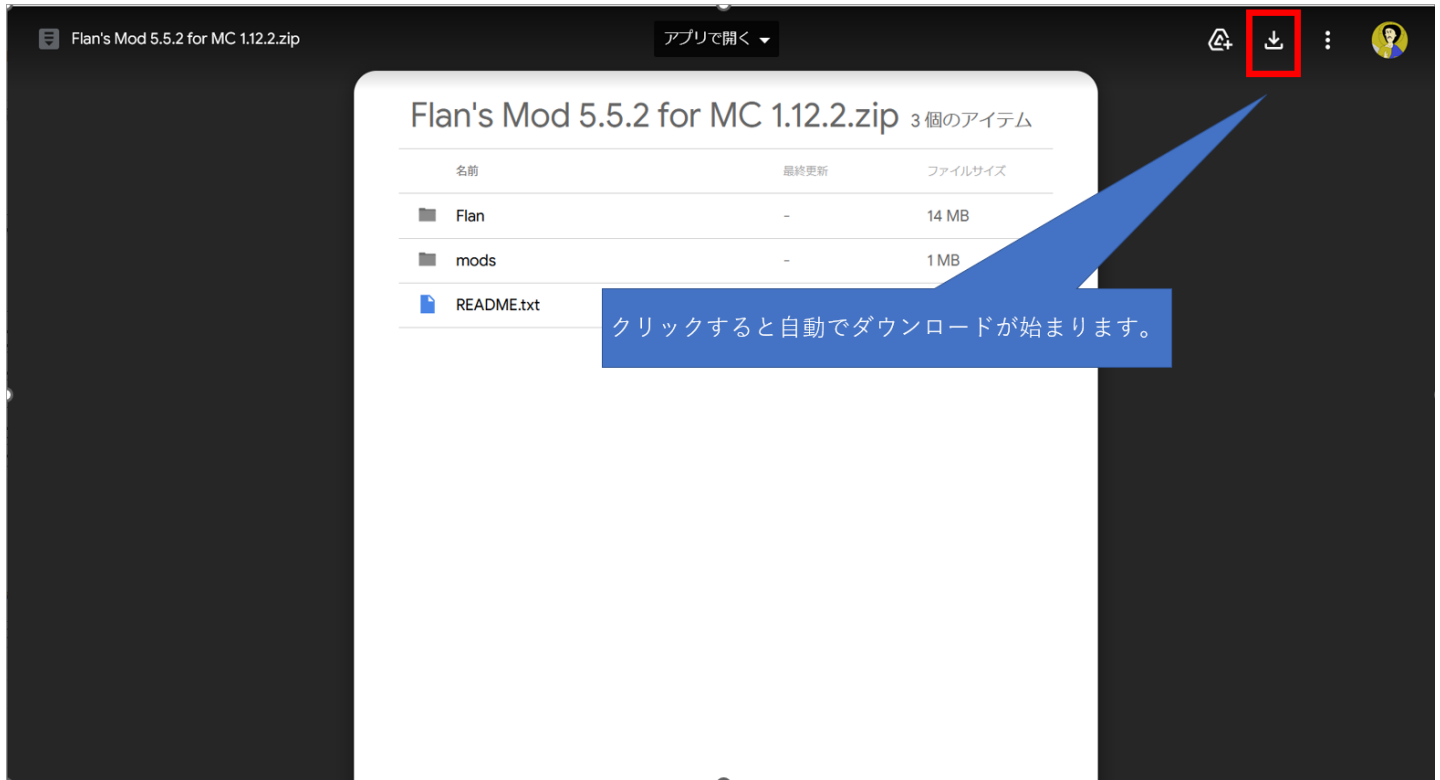 Flan's Mod 5.5.2 for MC 1.12.2.zip
アプリで開く
Flan's Mod 5.5.2 for MC 1.12.2.zip 3 個のアイテム
名前 最終更新 ファイルサイズ
Flan - 14 MB
mods - 1 MB
README.txt
クリックすると自動でダウンロードが始まります。